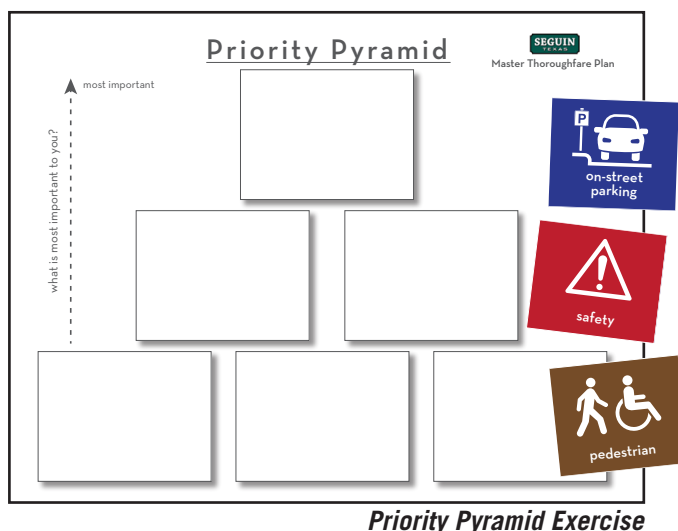 Priority Pyramid
SEGUIN
TEXAS
Master Thoroughfare Plan
most important
what is most important to you?
P
on-street
parking
safety
pedestrian
Priority Pyramid Exercise